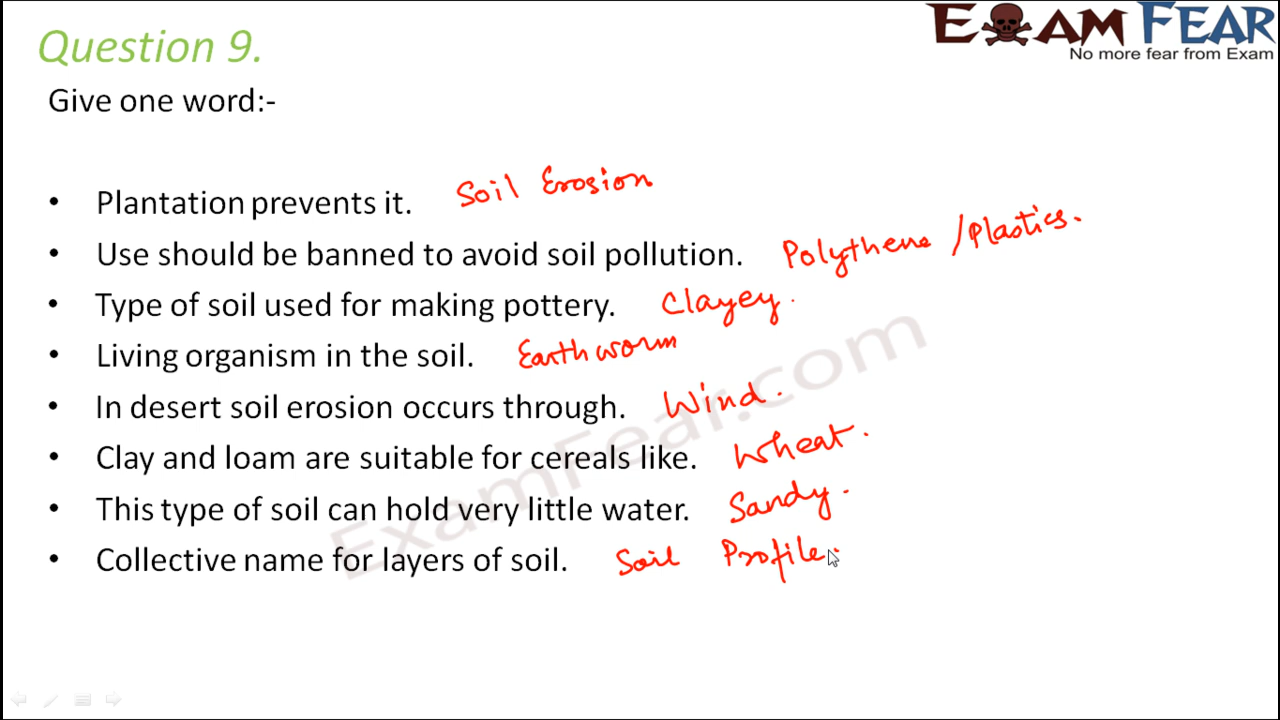 Question 9.
EXAM FEAR
No more fear from Exam
Give one word:-
• Plantation prevents it. Soil Erosion
• Use should be banned to avoid soil pollution. Polythene / Plastics.
• Type of soil used for making pottery. Clayey.
• Living organism in the soil. Earthworm
• In desert soil erosion occurs through. Wind.
• Clay and loam are suitable for cereals like. Wheat.
• This type of soil can hold very little water. Sandy.
• Collective name for layers of soil. Soil Profile.
ExamFear.com